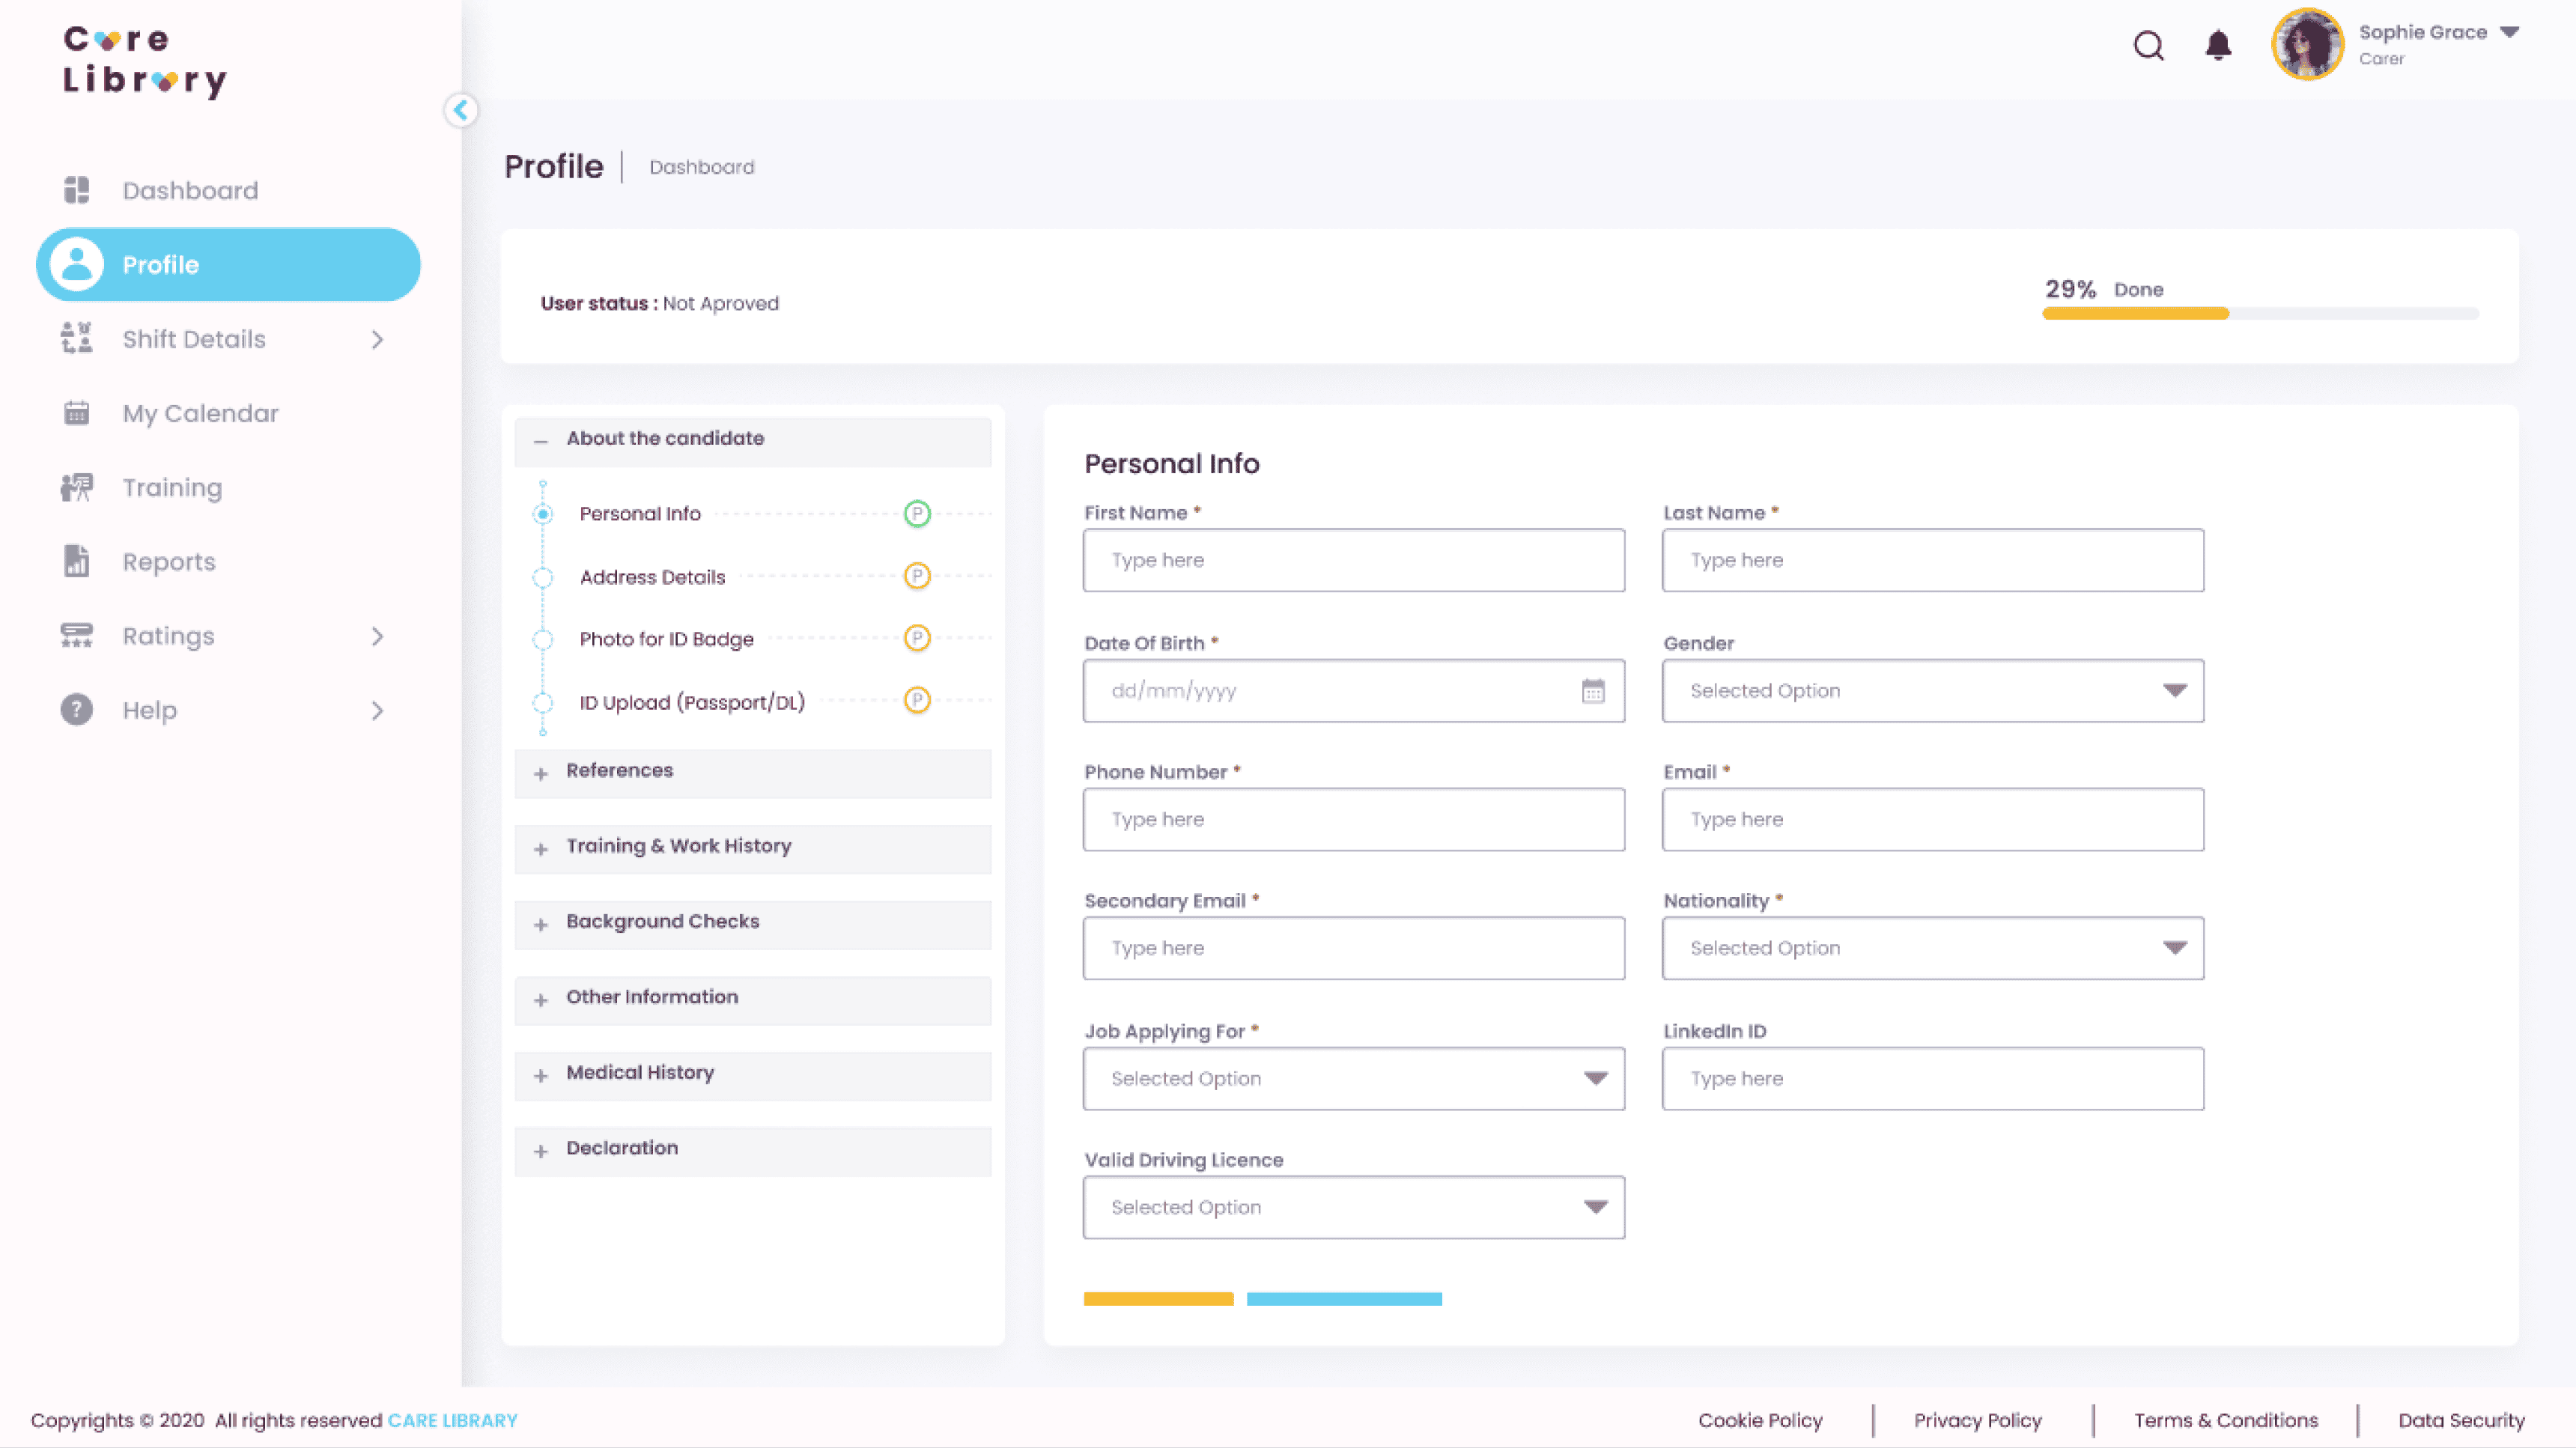 Care
Library
Sophie Grace
Carer
Profile
Dashboard
Dashboard
Profile
Shift Details
My Calendar
Training
Reports
Ratings
? Help
User status : Not Aproved
29% Done
About the candidate
Personal Info P
Address Details P
Photo for ID Badge P
ID Upload (Passport/DL) P
References
Training & Work History
Background Checks
Other Information
Medical History
Declaration
Personal Info
First Name *
Last Name *
Type here
Type here
Date Of Birth *
Gender
dd/mm/yyyy
Selected Option
Phone Number *
Email *
Type here
Type here
Secondary Email *
Nationality *
Type here
Selected Option
Job Applying For *
LinkedIn ID
Selected Option
Type here
Valid Driving Licence
Selected Option
Copyrights © 2020 All rights reserved CARE LIBRARY
Cookie Policy
Privacy Policy
Terms & Conditions
Data Security